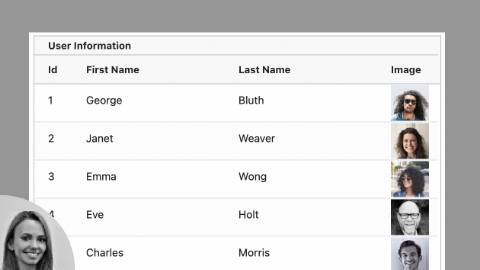 User Information
Id First Name Last Name Image
1 George Bluth
2 Janet Weaver
3 Emma Wong
4 Eve Holt
Charles Morris